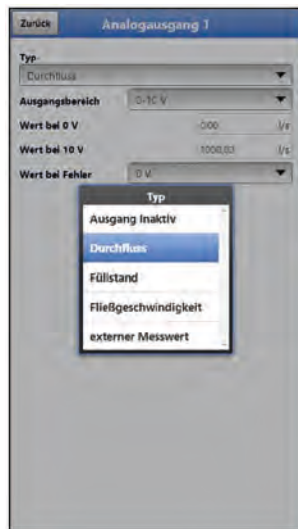 Zurück Analogausgang 1
Typ
Durchfluss
Ausgangsbereich 0-10 V
Wert bei 0 V 0,00 l/s
Wert bei 10 V 1000,00 l/s
Wert bei Fehler 0 V
Typ
Ausgang Inaktiv
Durchfluss
Füllstand
Fließgeschwindigkeit
externer Messwert